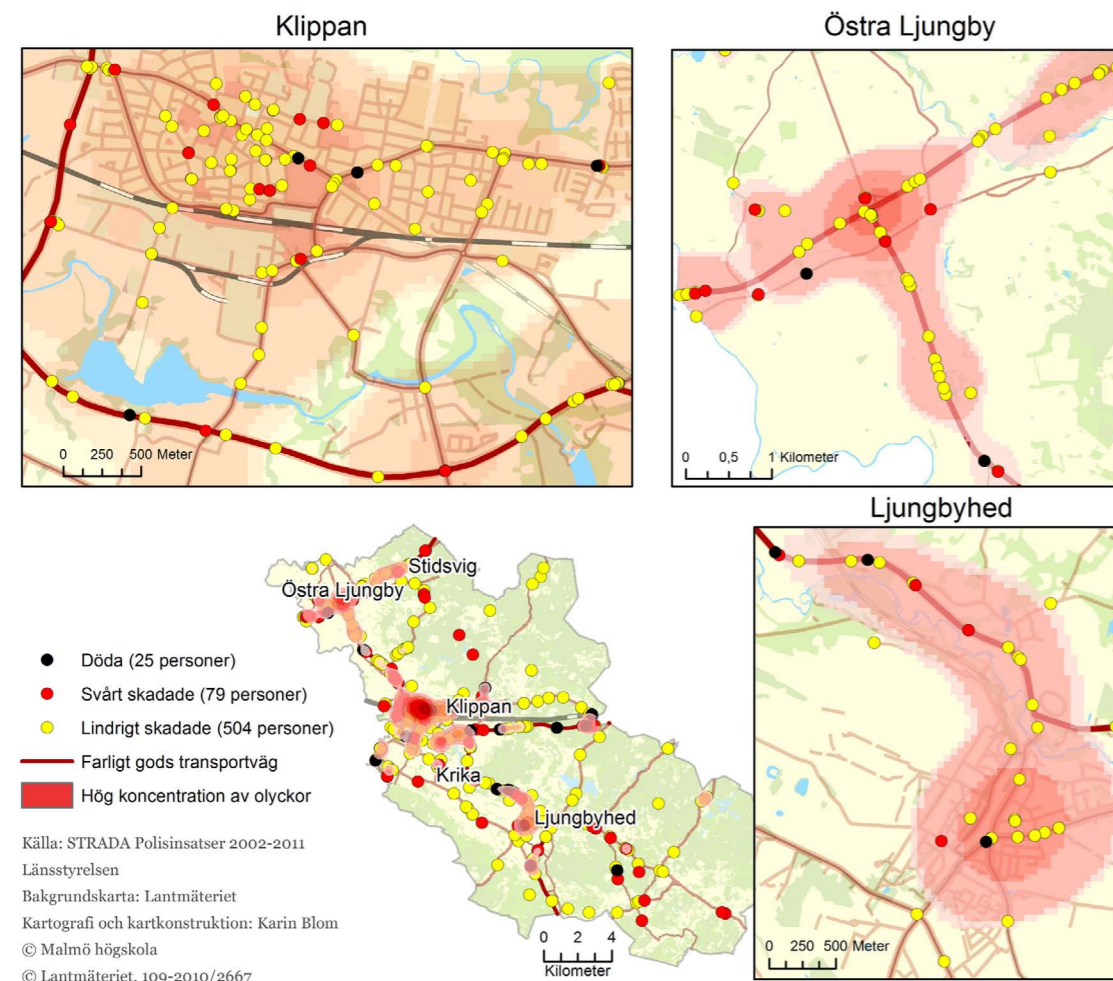 Klippan
Östra Ljungby
0 250 500 Meter
0 0,5 1 Kilometer
Ljungbyhed
Stidsvig
Östra Ljungby
Klippan
Krika
Ljungbyhed
Döda (25 personer)
Svårt skadade (79 personer)
Lindrigt skadade (504 personer)
Farligt gods transportväg
Hög koncentration av olyckor
Källa: STRADA Polisinsatser 2002-2011
Länsstyrelsen
Bakgrundskarta: Lantmäteriet
Kartografi och kartkonstruktion: Karin Blom
© Malmö högskola
© Lantmäteriet, 109-2010/2667
0 2 4
Kilometer
0 250 500 Meter